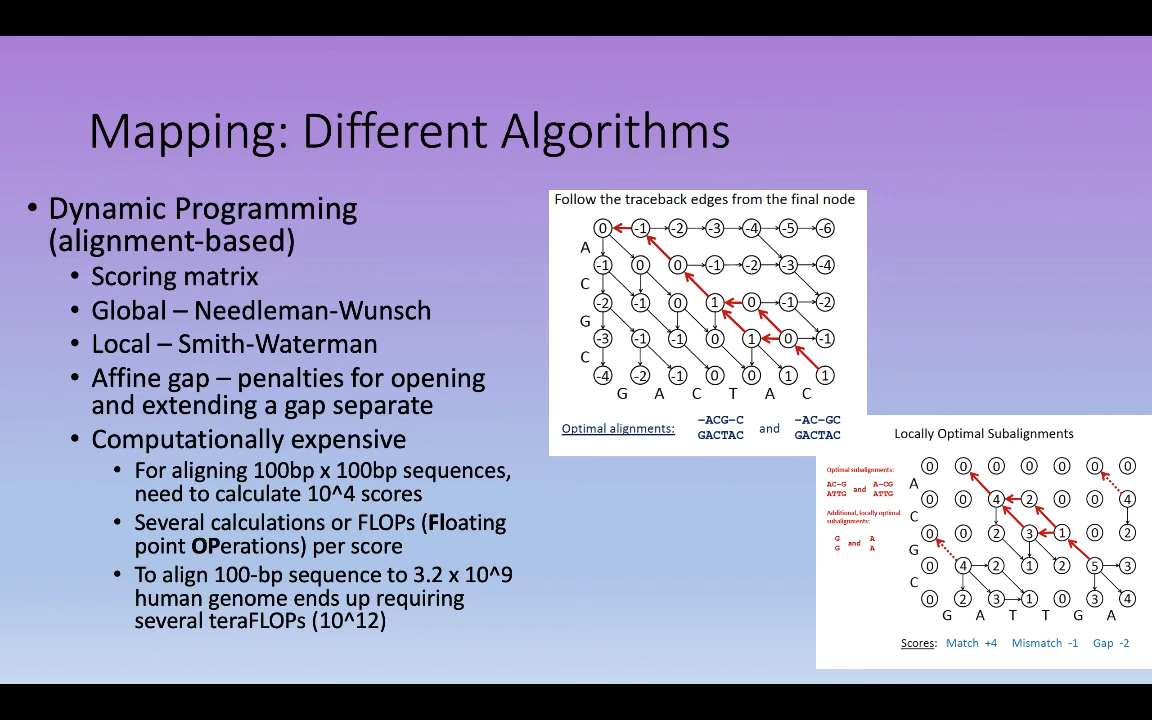 Mapping: Different Algorithms
• Dynamic Programming
(alignment-based)
• Scoring matrix
• Global – Needleman-Wunsch
• Local – Smith-Waterman
• Affine gap – penalties for opening
and extending a gap separate
• Computationally expensive
• For aligning 100bp x 100bp sequences,
need to calculate 10^4 scores
• Several calculations or FLOPs (Floating
point OPerations) per score
• To align 100-bp sequence to 3.2 x 10^9
human genome ends up requiring
several teraFLOPs (10^12)
Follow the traceback edges from the final node
0 -1 -2 -3 -4 -5 -6
A
-1 0 0 -1 -2 -3 -4
C
-2 -1 0 1 0 -1 -2
G
-3 -1 -1 0 1 0 -1
C
-4 -2 -1 0 0 1 1
G A C T A C
Optimal alignments: -ACG-C and -AC-GC
GACTAC GACTAC
Locally Optimal Subalignments
Optimal subalignments:
AC-G and A-CG
ATTG ATTG
Additional, locally optimal
subalignments:
G and A
G A
0 0 0 0 0 0 0
A
0 0 4 2 0 0 4
C
0 0 2 3 1 0 2
G
0 4 2 1 2 5 3
C
0 2 3 1 0 3 4
G A T T G A
Scores: Match +4 Mismatch -1 Gap -2